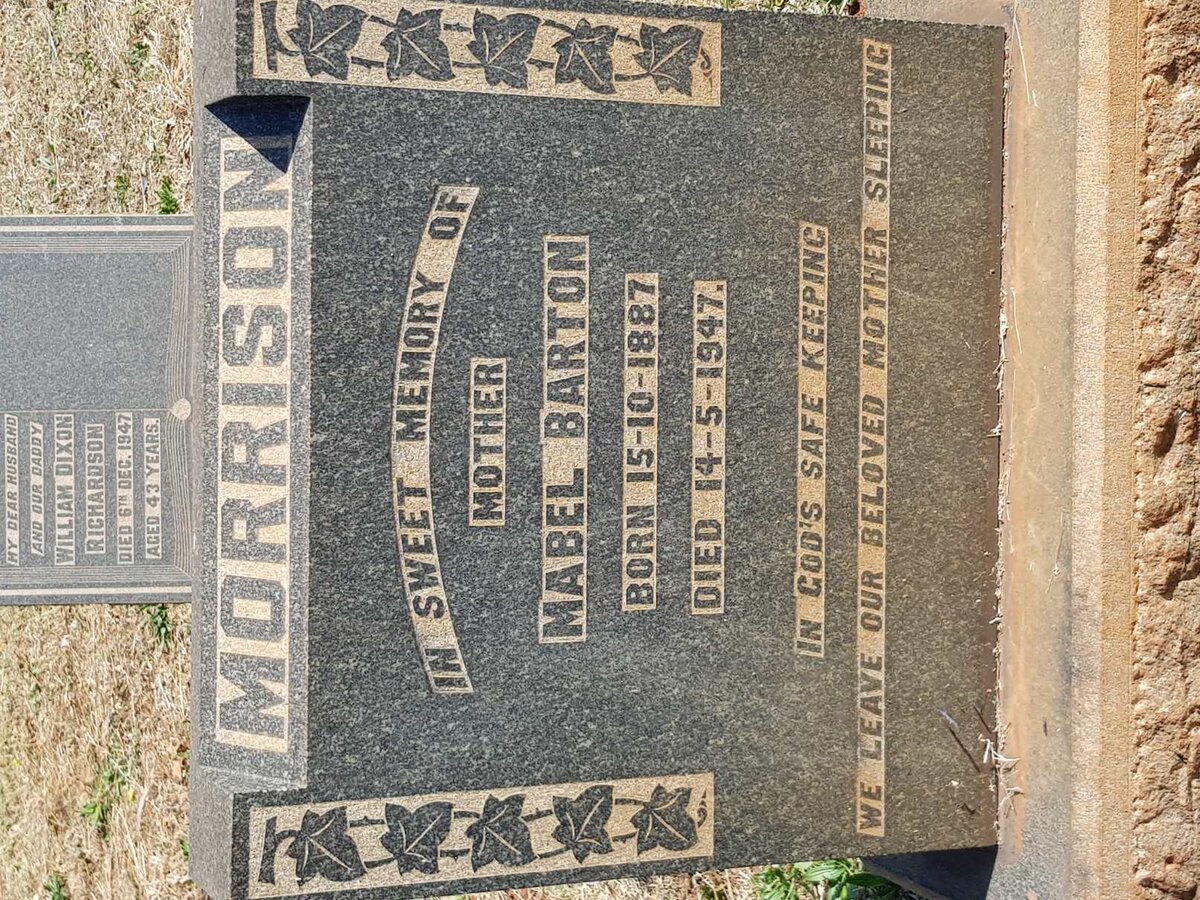 MORRISON
IN SWEET MEMORY OF
MOTHER
MABEL BARTON
BORN 15-10-1887
DIED 14-5-1947.
IN GOD'S SAFE KEEPING
WE LEAVE OUR BELOVED MOTHER SLEEPING
MY DEAR HUSBAND
AND OUR DADDY
WILLIAM DIXON
RICHARDSON
DIED 6TH DEC. 1947
AGED 43 YEARS.